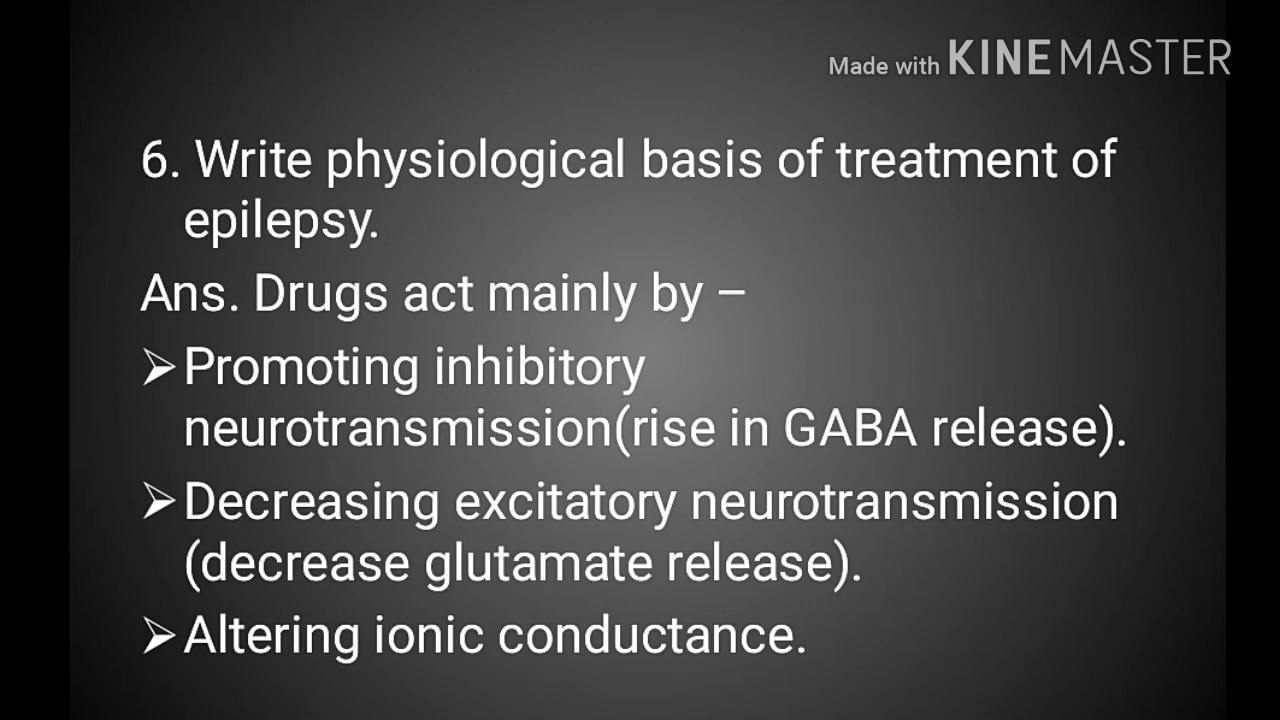 Made with KINEMASTER
6. Write physiological basis of treatment of
epilepsy.
Ans. Drugs act mainly by –
➢Promoting inhibitory
neurotransmission(rise in GABA release).
➢Decreasing excitatory neurotransmission
(decrease glutamate release).
➢Altering ionic conductance.